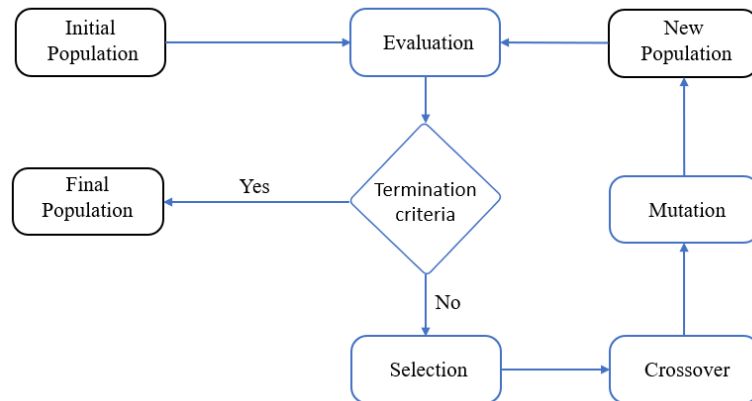 Initial
Population
Evaluation
New
Population
Final
Population
Yes
Termination
criteria
Mutation
No
Selection
Crossover